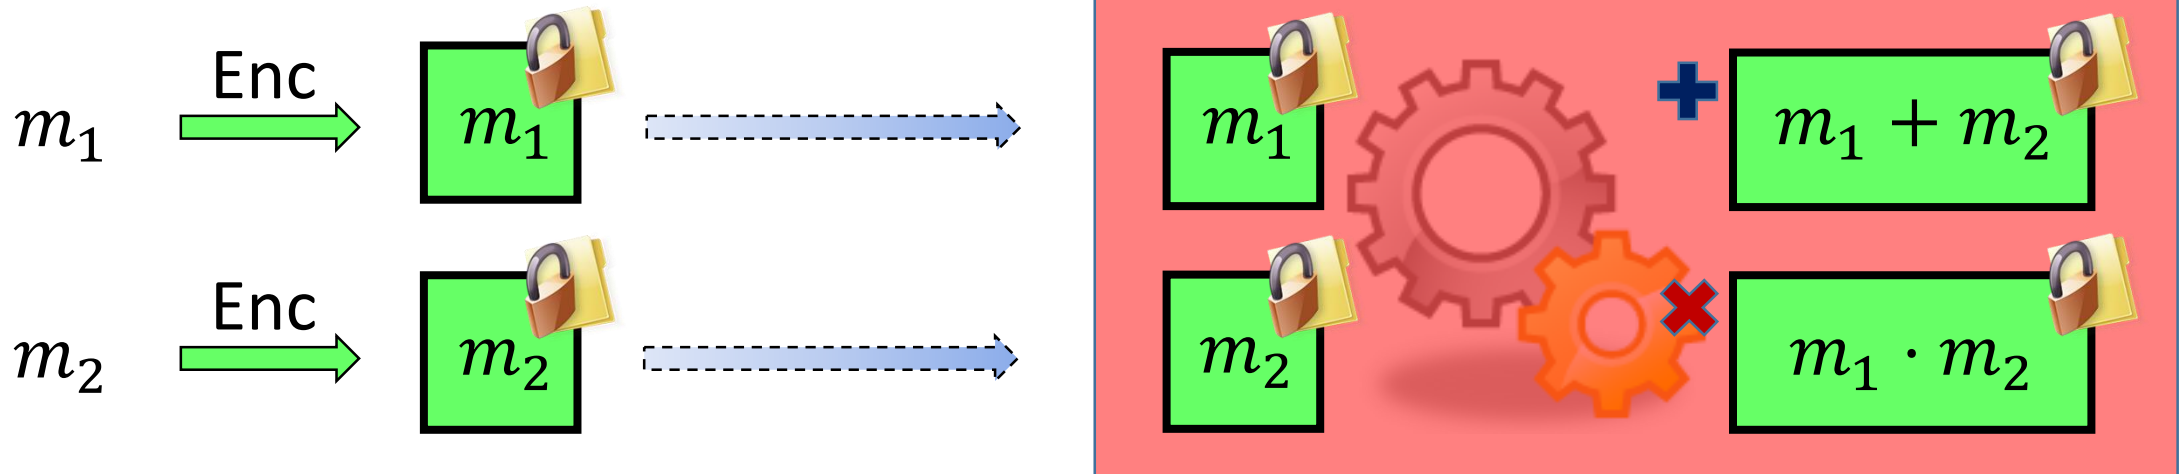 Enc
m₁ m₁ m₁ m₁ + m₂
Enc
m₂ m₂ m₂ m₁ · m₂